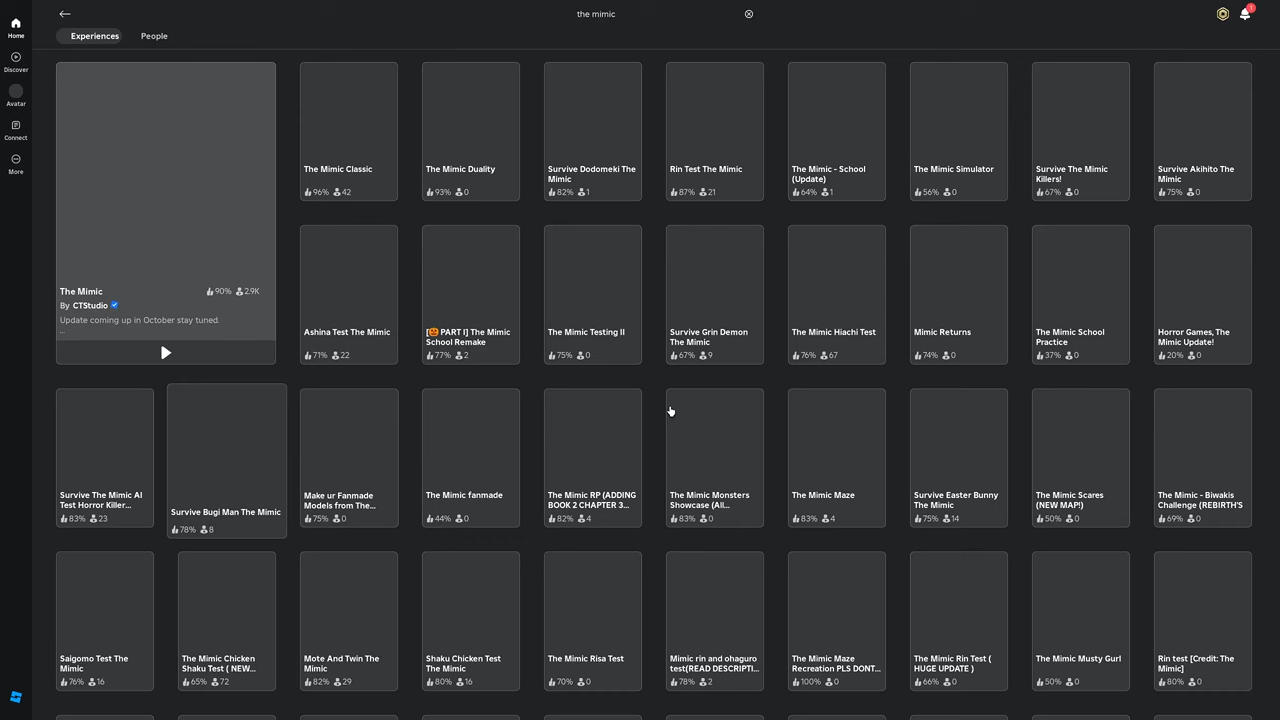 the mimic
1
Home
Discover
Avatar
Connect
More
Experiences
People
The Mimic
90% 2.9K
By CTStudio
Update coming up in October stay tuned.
...
The Mimic Classic
96% 42
The Mimic Duality
93% 0
Survive Dodomeki The
Mimic
82% 1
Rin Test The Mimic
87% 21
The Mimic - School
(Update)
64% 1
The Mimic Simulator
56% 0
Survive The Mimic
Killers!
67% 0
Survive Akihito The
Mimic
75% 0
Ashina Test The Mimic
71% 22
[🎃 PART I] The Mimic
School Remake
77% 2
The Mimic Testing II
75% 0
Survive Grin Demon
The Mimic
67% 9
The Mimic Hiachi Test
76% 67
Mimic Returns
74% 0
The Mimic School
Practice
37% 0
Horror Games, The
Mimic Update!
20% 0
Survive The Mimic AI
Test Horror Killer...
83% 23
Survive Bugi Man The Mimic
78% 8
Make ur Fanmade
Models from The...
75% 0
The Mimic fanmade
44% 0
The Mimic RP (ADDING
BOOK 2 CHAPTER 3...
82% 4
The Mimic Monsters
Showcase (All...
83% 0
The Mimic Maze
83% 4
Survive Easter Bunny
The Mimic
75% 14
The Mimic Scares
(NEW MAP!)
50% 0
The Mimic - Biwakis
Challenge (REBIRTH'S
69% 0
Saigomo Test The
Mimic
76% 16
The Mimic Chicken
Shaku Test ( NEW...
65% 72
Mote And Twin The
Mimic
82% 29
Shaku Chicken Test
The Mimic
80% 16
The Mimic Risa Test
70% 0
Mimic rin and ohaguro
test(READ DESCRIPTI...
78% 2
The Mimic Maze
Recreation PLS DONT...
100% 0
The Mimic Rin Test (
HUGE UPDATE )
66% 0
The Mimic Musty Gurl
50% 0
Rin test [Credit: The
Mimic]
80% 0